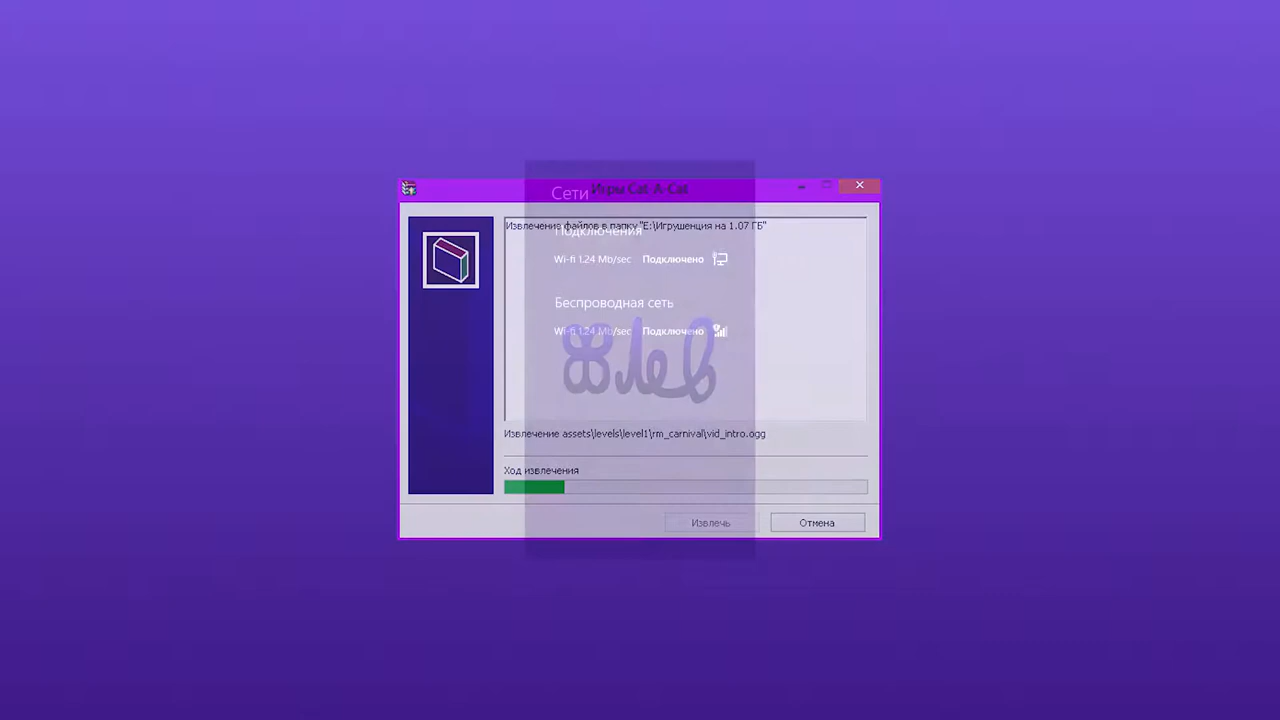 Игры Cat-A-Cat
Сети
Извлечение файлов в папку "E:\Игрушенция на 1.07 ГБ"
Подключения
Wi-fi 1.24 Mb/sec Подключено
Беспроводная сеть
Wi-fi 1.24 Mb/sec Подключено
лев
Извлечение assets\levels\level1\rm_carnival\vid_intro.ogg
Ход извлечения
Извлечь Отмена